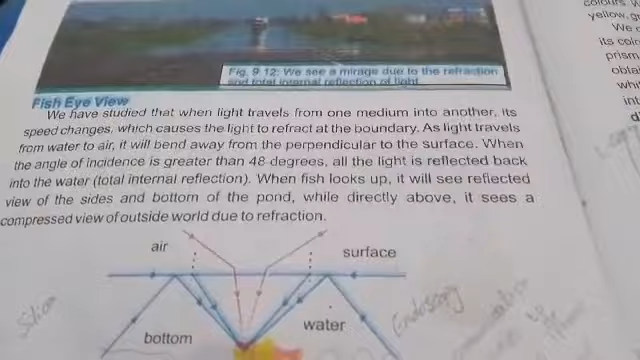 Fig. 9.12: We see a mirage due to the refraction
and total internal reflection of light
Fish Eye View
We have studied that when light travels from one medium into another, its
speed changes, which causes the light to refract at the boundary. As light travels
from water to air, it will bend away from the perpendicular to the surface. When
the angle of incidence is greater than 48 degrees, all the light is reflected back
into the water (total internal reflection). When fish looks up, it will see reflected
view of the sides and bottom of the pond, while directly above, it sees a
compressed view of outside world due to refraction.
air
surface
water
bottom
Endoscopy
yellow,
We
its
prism